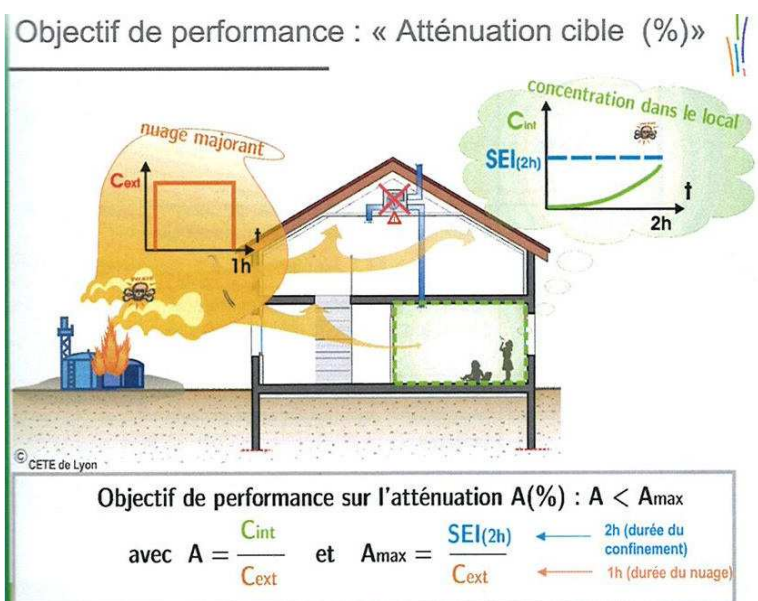 Objectif de performance : « Atténuation cible (%)»
nuage majorant
Cext
t
1h
concentration dans le local
Cint
SEI(2h)
t
2h
© CETE de Lyon
Objectif de performance sur l'atténuation A(%) : A < Amax
avec A = Cint / Cext et Amax = SEI(2h) / Cext
2h (durée du
confinement)
1h (durée du nuage)